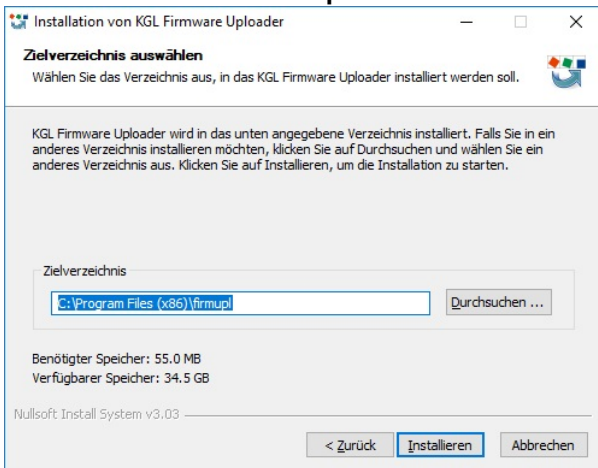 Installation von KGL Firmware Uploader
Zielverzeichnis auswählen
Wählen Sie das Verzeichnis aus, in das KGL Firmware Uploader installiert werden soll.
KGL Firmware Uploader wird in das unten angegebene Verzeichnis installiert. Falls Sie in ein
anderes Verzeichnis installieren möchten, klicken Sie auf Durchsuchen und wählen Sie ein
anderes Verzeichnis aus. Klicken Sie auf Installieren, um die Installation zu starten.
Zielverzeichnis
C:\Program Files (x86)\firmupl
Durchsuchen ...
Benötigter Speicher: 55.0 MB
Verfügbarer Speicher: 34.5 GB
Nullsoft Install System v3.03
< Zurück Installieren Abbrechen